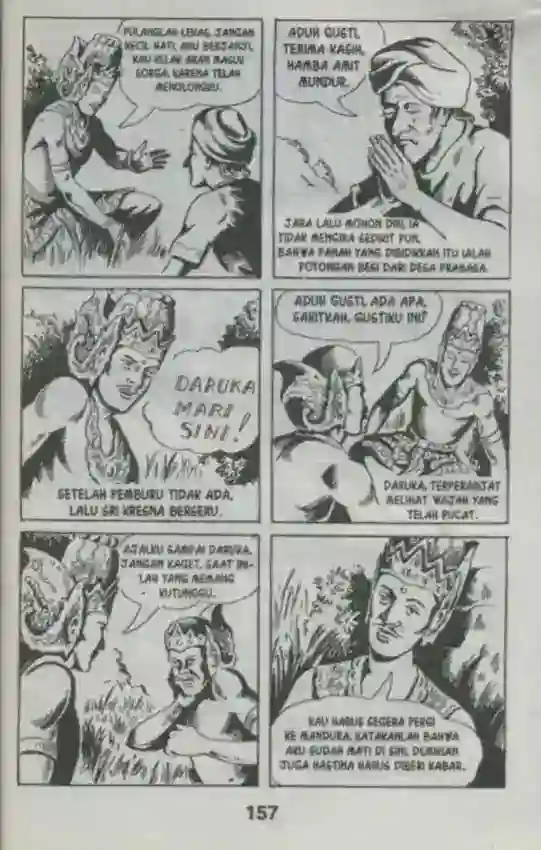 PULANGLAH LEKAS, JANGAN
KECIL HATI, AKU BERJANJI,
KAU KELAK AKAN MASUK
SORGA, KARENA TELAH
MENOLONGKU.
ADUH GUSTI,
TERIMA KASIH,
HAMBA AMIT
MUNDUR.
JARA LALU MOHON DIRI, IA
TIDAK MENGIRA SEDIKIT PUN,
BAHWA PANAH YANG DIBIDIKKAN ITU IALAH
POTONGAN BESI DARI DESA PRABASA.
DARUKA
MARI
SINI!
SETELAH PEMBURU TIDAK ADA,
LALU SRI KRESNA BERSERU.
ADUH GUSTI, ADA APA,
SAKITKAH, GUSTIKU INI?
DARUKA, TERPERANJAT
MELIHAT WAJAH YANG
TELAH PUCAT.
AJALKU SAMPAI DARUKA,
JANGAN KAGET, SAAT INI-
LAH YANG MEMANG
KUTUNGGU.
KAU HARUS SEGERA PERGI
KE MANDURA, KATAKANLAH BAHWA
AKU SUDAH MATI DI SINI, DEMIKIAN
JUGA HASTINA HARUS DIBERI KABAR.
157